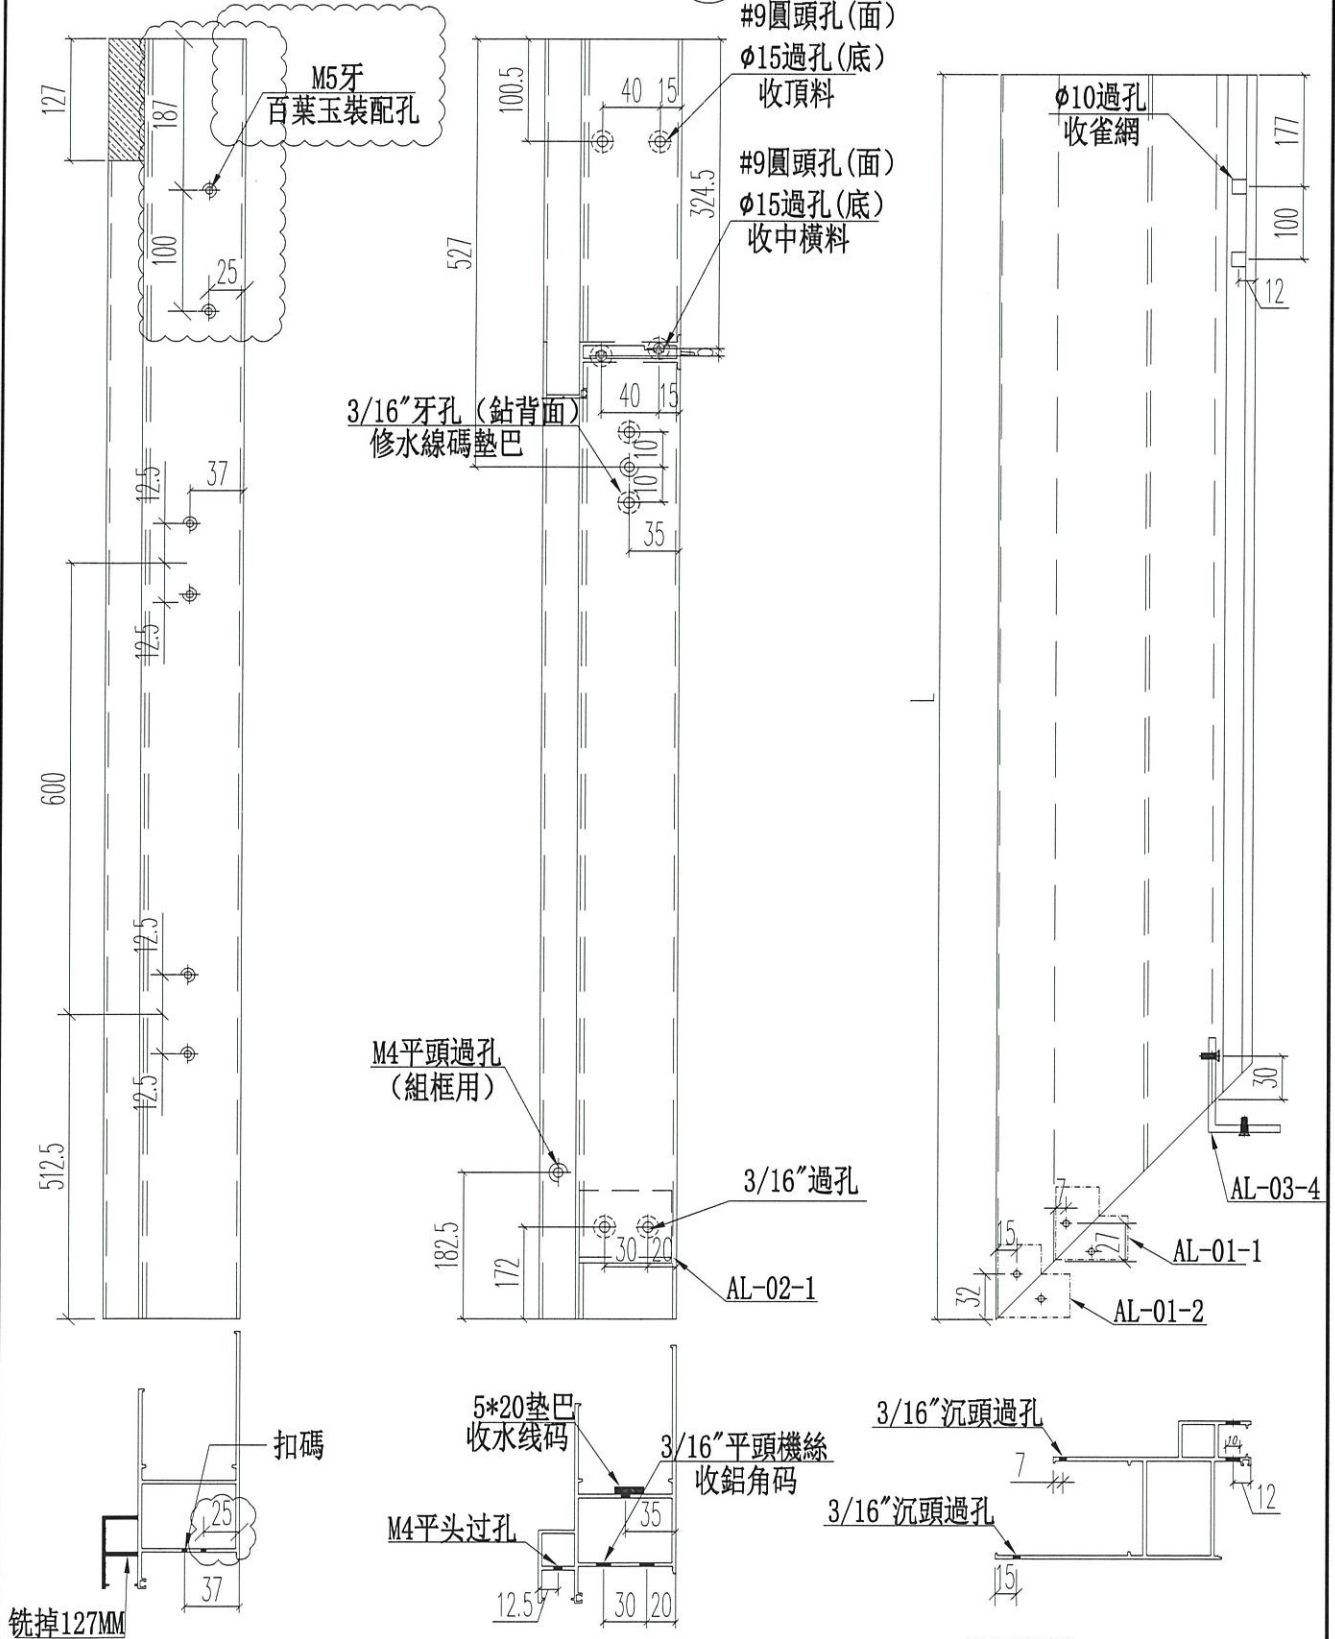 #9圓頭孔(面)
φ15過孔(底)
收頂料
M5牙
百葉玉裝配孔
127
187
100
25
100.5
40
15
324.5
527
#9圓頭孔(面)
φ15過孔(底)
收中橫料
φ10過孔
收雀網
177
100
12
3/16"牙孔(鉆背面)
修水線碼墊巴
40
15
10
10
35
12.5
37
12.5
600
L
12.5
12.5
512.5
M4平頭過孔
(組框用)
182.5
172
3/16"過孔
30
20
AL-02-1
30
AL-03-4
7
15
27
AL-01-1
32
AL-01-2
扣碼
25
37
铣掉127MM
5*20垫巴
收水线码
3/16"平頭機絲
收鋁角码
35
M4平头过孔
12.5
30
20
3/16"沉頭過孔
7
10
12
3/16"沉頭過孔
15